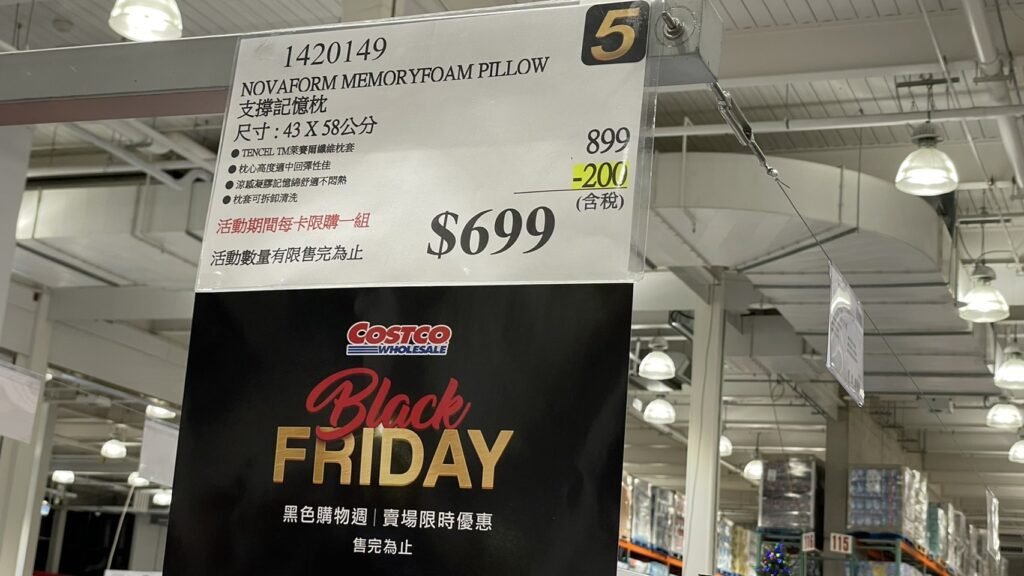 5
1420149
NOVAFORM MEMORYFOAM PILLOW
支撐記憶枕
尺寸 : 43 X 58公分
● TENCEL TM萊賽爾纖維枕套
● 枕心高度適中回彈性佳
● 涼感凝膠記憶綿舒適不悶熱
● 枕套可拆卸清洗
899
-200
(含稅)
$699
活動期間每卡限購一組
活動數量有限售完為止
COSTCO
WHOLESALE
Black
FRIDAY
黑色購物週 | 賣場限時優惠
售完為止
115